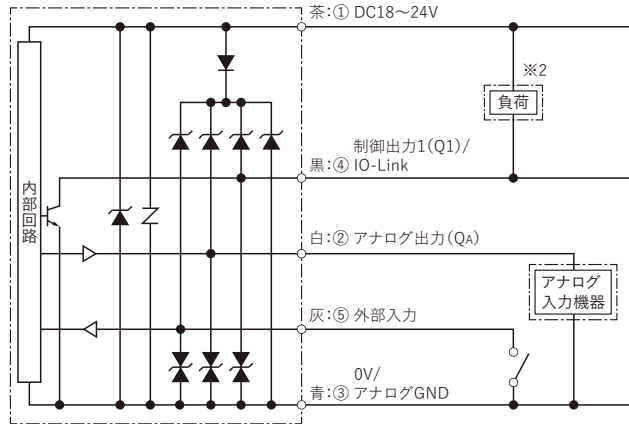 茶:① DC18～24V
※2
負荷
制御出力1(Q1)/
黒:④ IO-Link
内部回路
白:② アナログ出力(QA)
アナログ
入力機器
灰:⑤ 外部入力
0V/
青:③ アナログGND